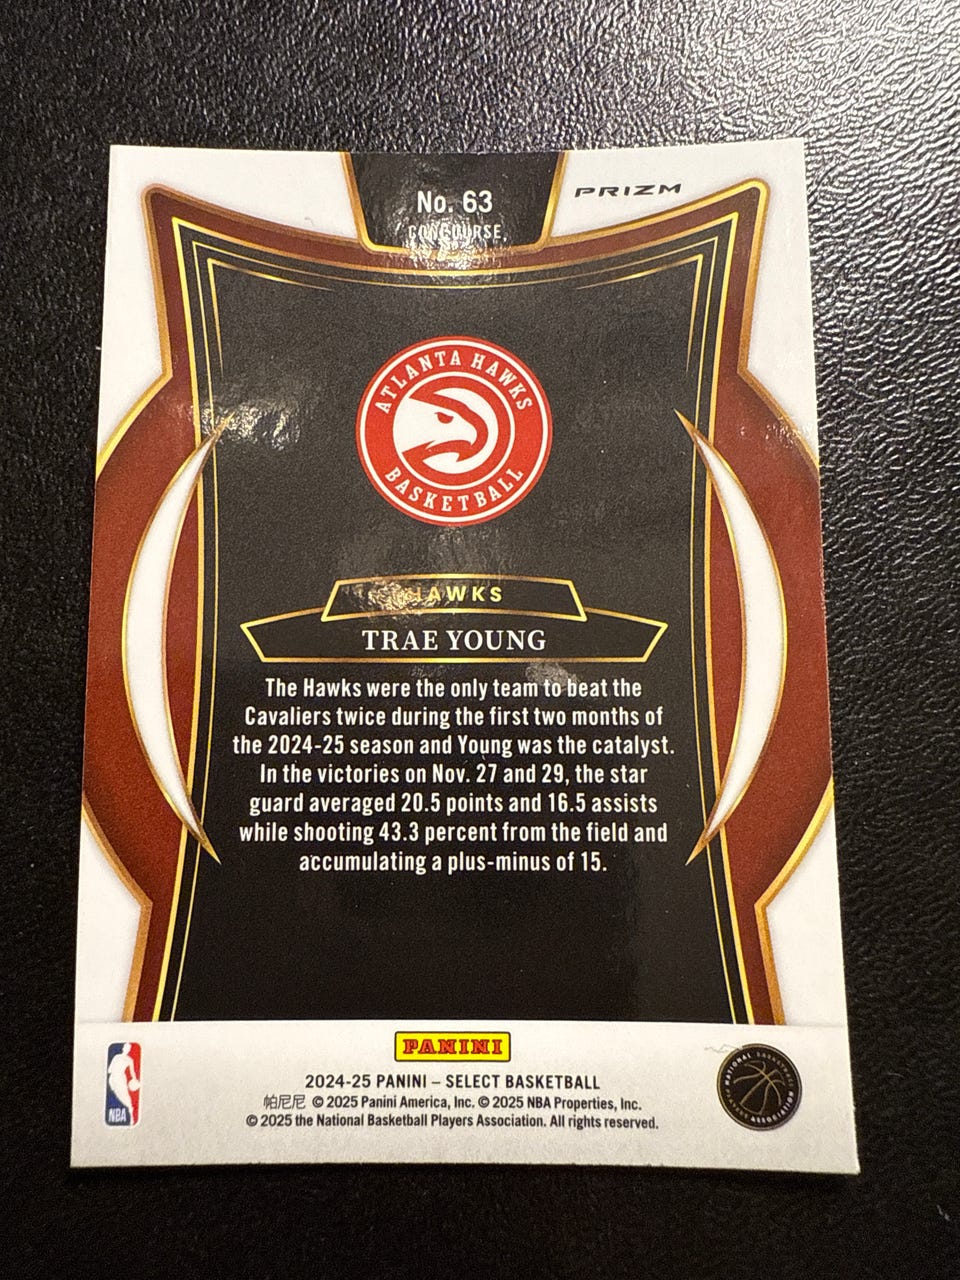 No. 63
PRIZM
CONCOURSE
ATLANTA HAWKS
BASKETBALL
HAWKS
TRAE YOUNG
The Hawks were the only team to beat the
Cavaliers twice during the first two months of
the 2024-25 season and Young was the catalyst.
In the victories on Nov. 27 and 29, the star
guard averaged 20.5 points and 16.5 assists
while shooting 43.3 percent from the field and
accumulating a plus-minus of 15.
PANINI
2024-25 PANINI – SELECT BASKETBALL
帕尼尼 © 2025 Panini America, Inc. © 2025 NBA Properties, Inc.
© 2025 the National Basketball Players Association. All rights reserved.
NBA
NATIONAL BASKETBALL
PLAYERS ASSOCIATION